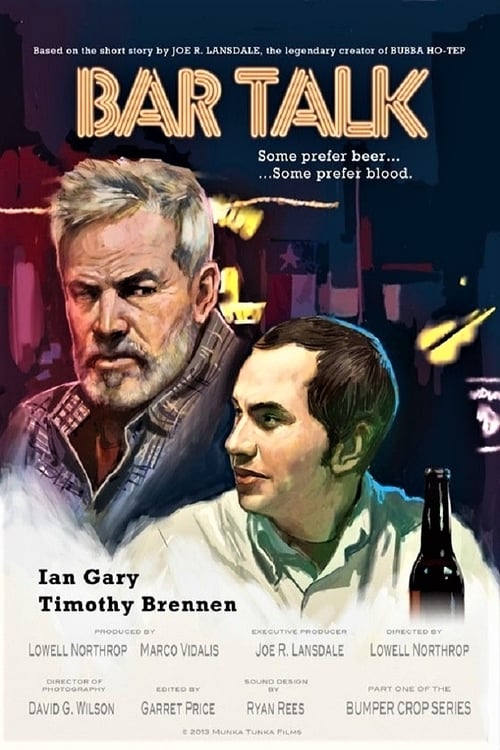 Based on the short story by JOE R. LANSDALE, the legendary creator of BUBBA HO-TEP
BAR TALK
Some prefer beer...
...Some prefer blood.
Ian Gary
Timothy Brennen
PRODUCED BY
LOWELL NORTHROP MARCO VIDALIS
EXECUTIVE PRODUCER
JOE R. LANSDALE
DIRECTED BY
LOWELL NORTHROP
DIRECTOR OF
PHOTOGRAPHY
DAVID G. WILSON
EDITED BY
GARRET PRICE
SOUND DESIGN
BY
RYAN REES
PART ONE OF THE
BUMPER CROP SERIES
© 2013 MUNKA TUNKA FILMS